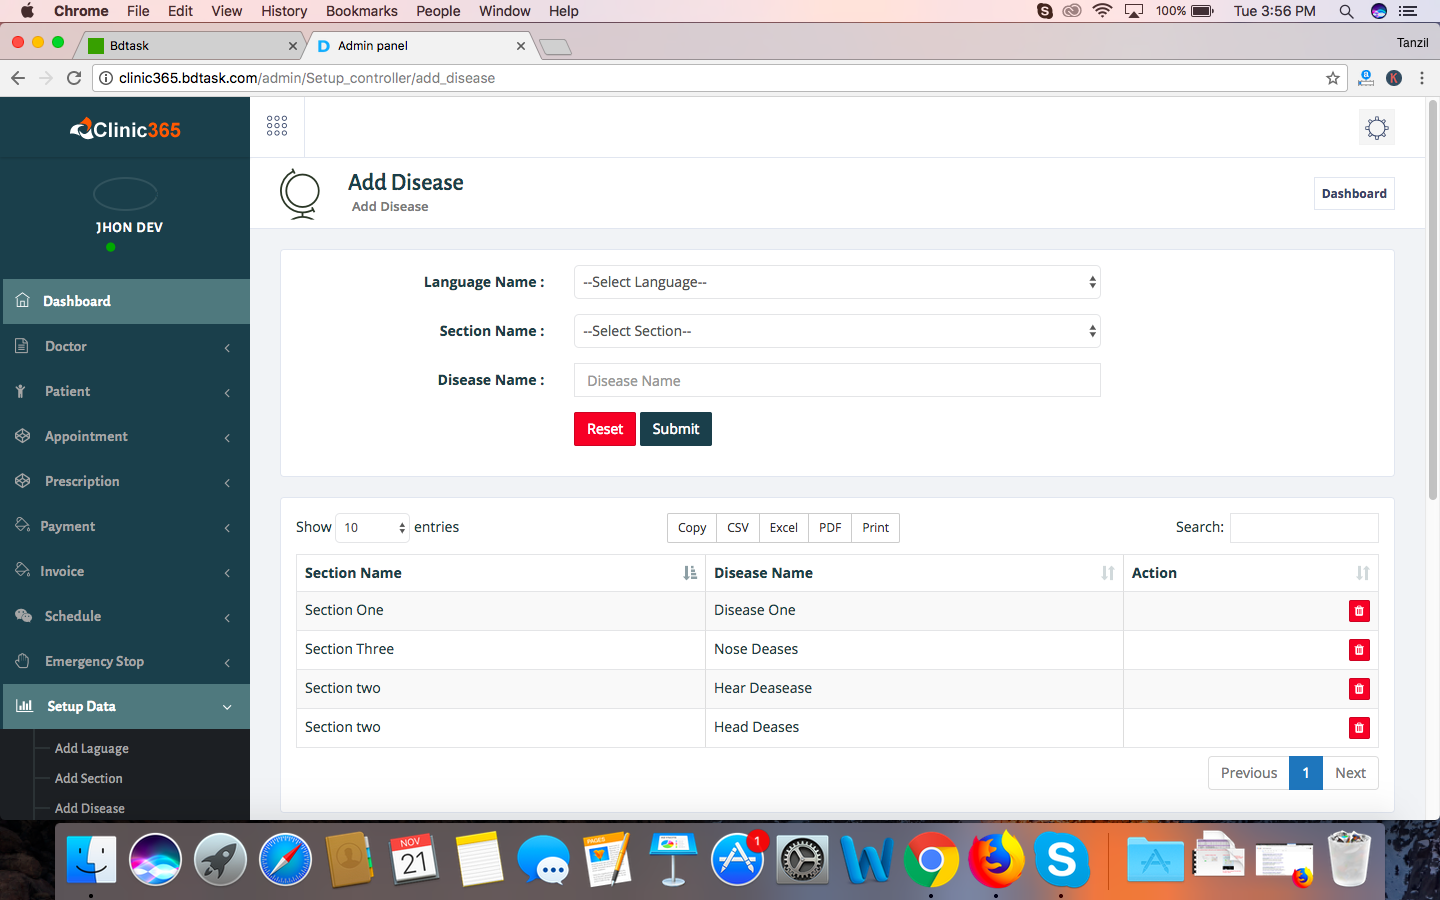 Chrome File Edit View History Bookmarks People Window Help 100% Tue 3:56 PM
Bdtask Admin panel Tanzil
clinic365.bdtask.com/admin/Setup_controller/add_disease
Clinic365
JHON DEV
Dashboard
Doctor
Patient
Appointment
Prescription
Payment
Invoice
Schedule
Emergency Stop
Setup Data
Add Laguage
Add Section
Add Disease
Add Disease
Add Disease
Dashboard
Language Name : --Select Language--
Section Name : --Select Section--
Disease Name : Disease Name
Reset Submit
Show 10 entries Copy CSV Excel PDF Print Search:
Section Name Disease Name Action
Section One Disease One
Section Three Nose Deases
Section two Hear Deasease
Section two Head Deases
Previous 1 Next
NOV
21
PAGES
1